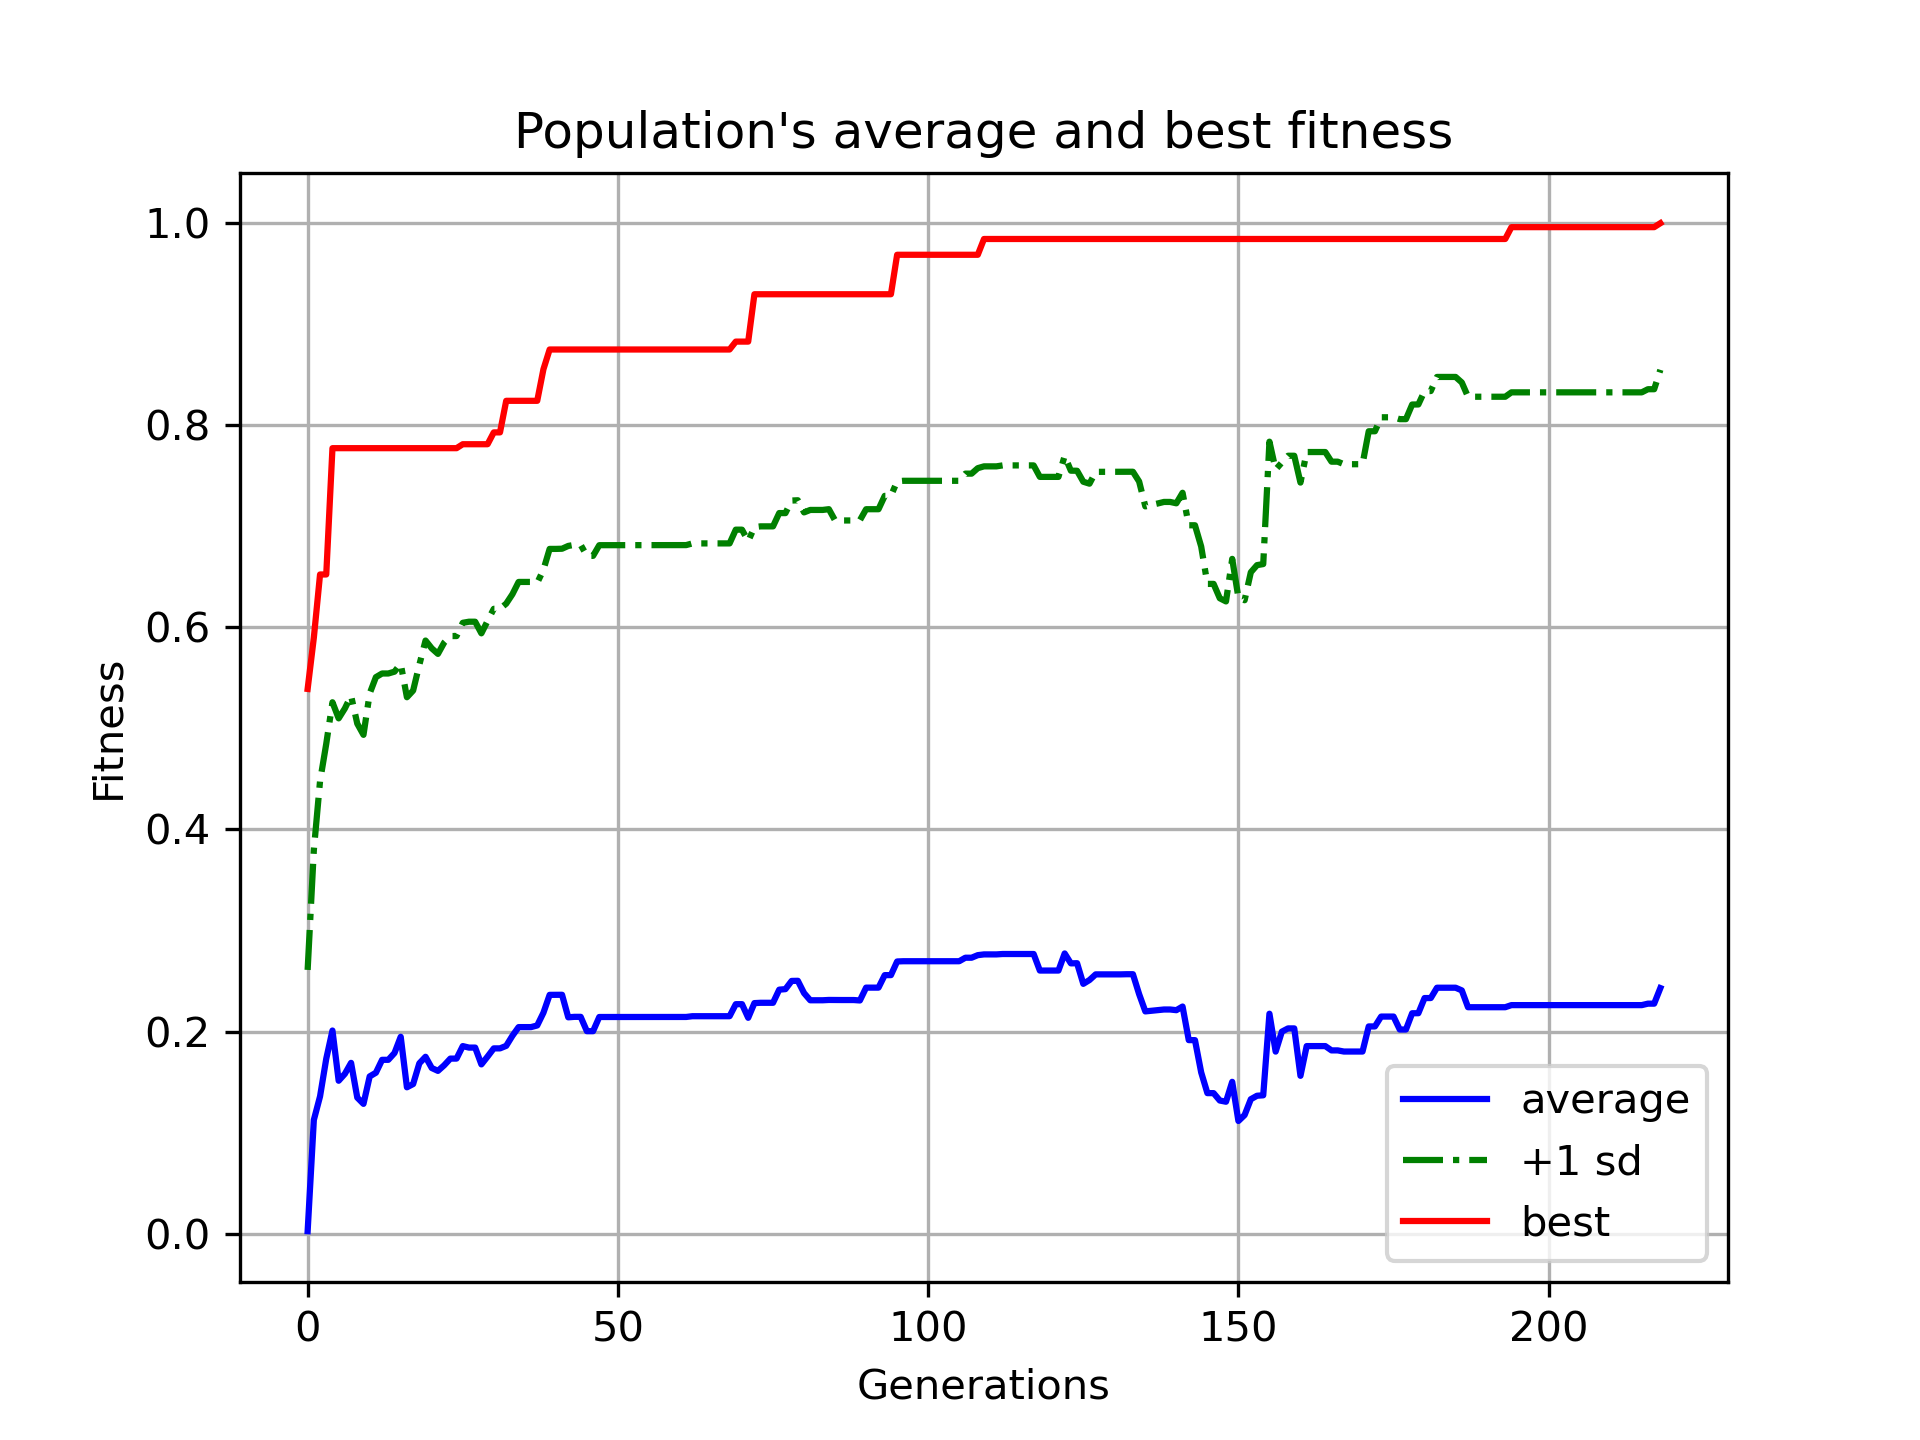 Population's average and best fitness
1.0
0.8
0.6
0.4
0.2
0.0
Fitness
0 50 100 150 200
Generations
average
+1 sd
best